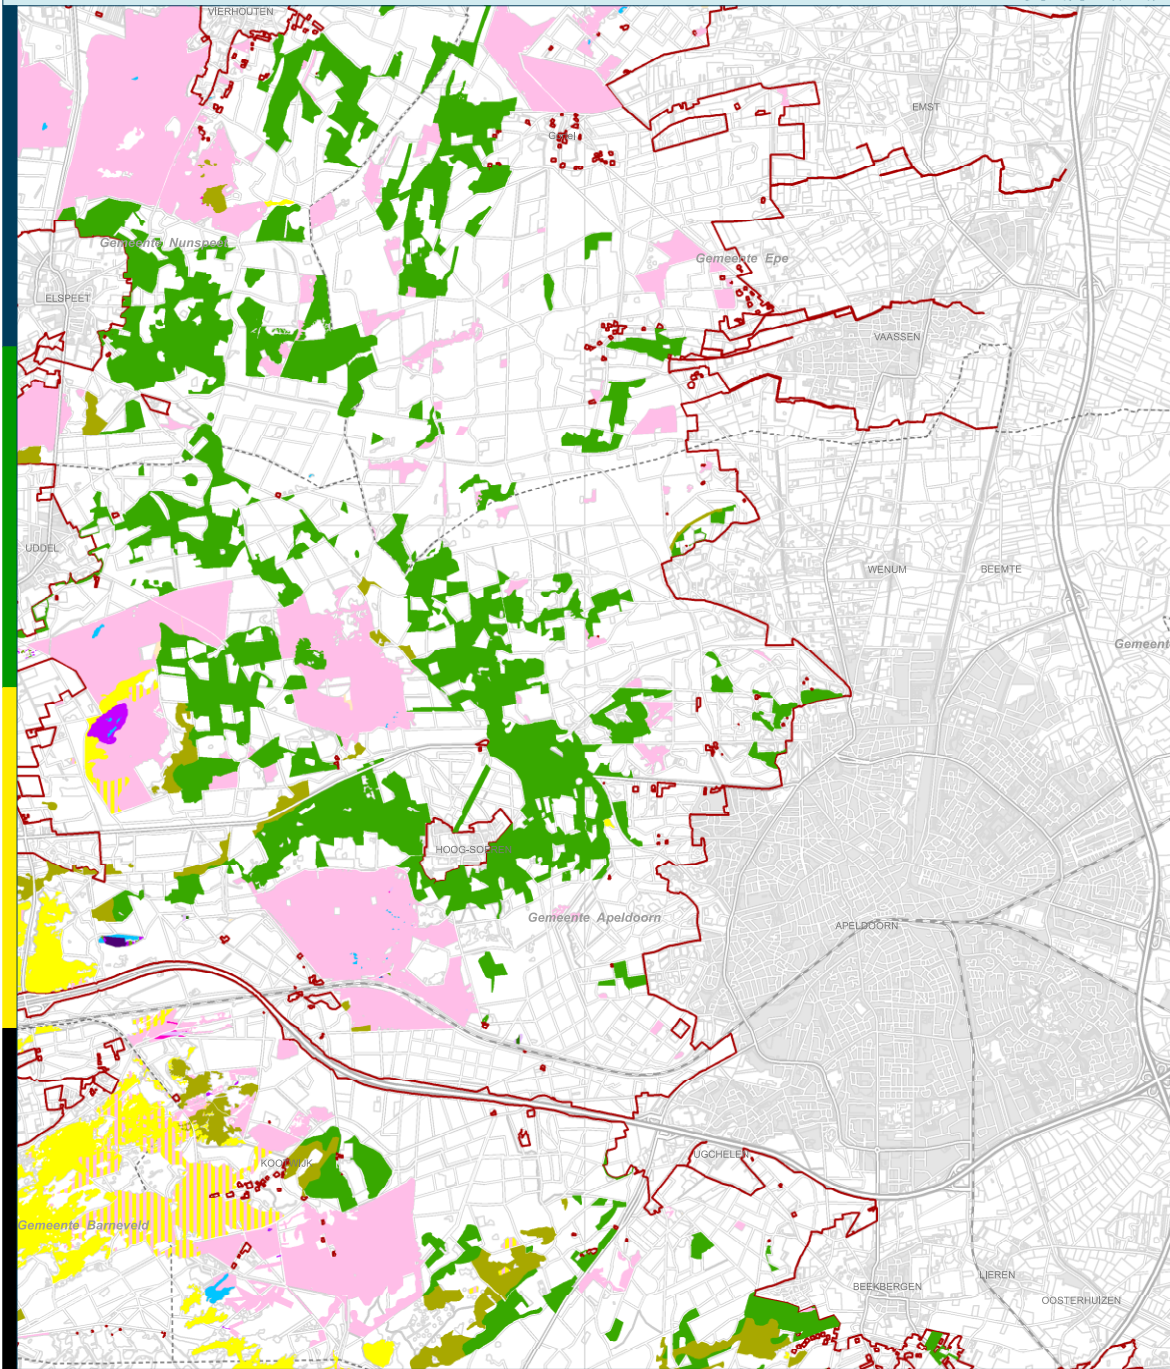 VIERHOUTEN
EMST
Gemeente Nunspeet
Gemeente Epe
ELSPEET
VAASSEN
UDDEL
WENUM
BEEMTE
Gemeent
HOOG-SOEREN
Gemeente Apeldoorn
APELDOORN
UGCHELEN
KOOTWIJK
Gemeente Barneveld
LIEREN
BEEKBERGEN
OOSTERHUIZEN